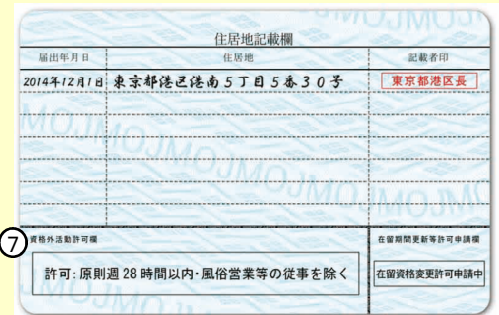 住居地記載欄
届出年月日 住居地 記載者印
2014年12月1日 東京都港区港南5丁目5番30号 東京都港区長
⑦ 資格外活動許可欄 在留期間更新等許可申請欄
許可:原則週28時間以内・風俗営業等の従事を除く 在留資格変更許可申請中
MOJMOJMOJMOJ